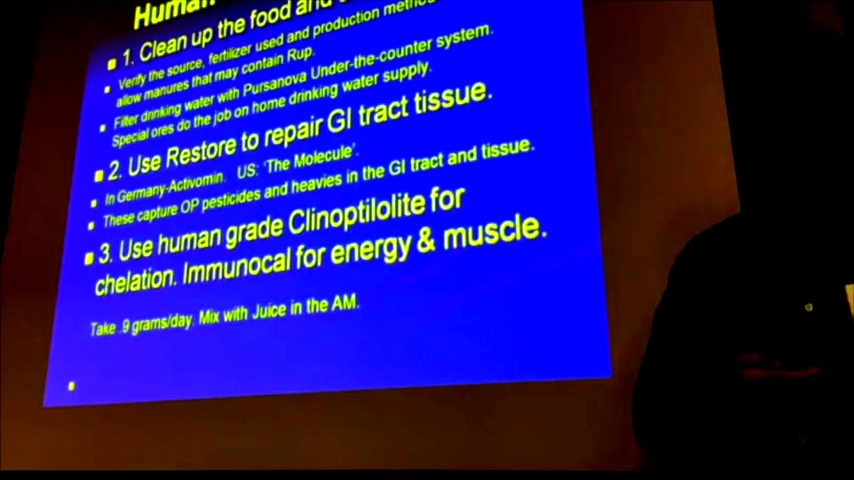 Human
1. Clean up the food and
Verify the source, fertilizer used and production
allow manures that may contain Rup.
Filter drinking water with Pursanova Under-the-counter system.
Special ores do the job on home drinking water supply.
2. Use Restore to repair GI tract tissue.
In Germany-Activomin. US: 'The Molecule'.
These capture OP pesticides and heavies in the GI tract and tissue.
3. Use human grade Clinoptilolite for
chelation. Immunocal for energy & muscle.
Take .9 grams/day. Mix with Juice in the AM.